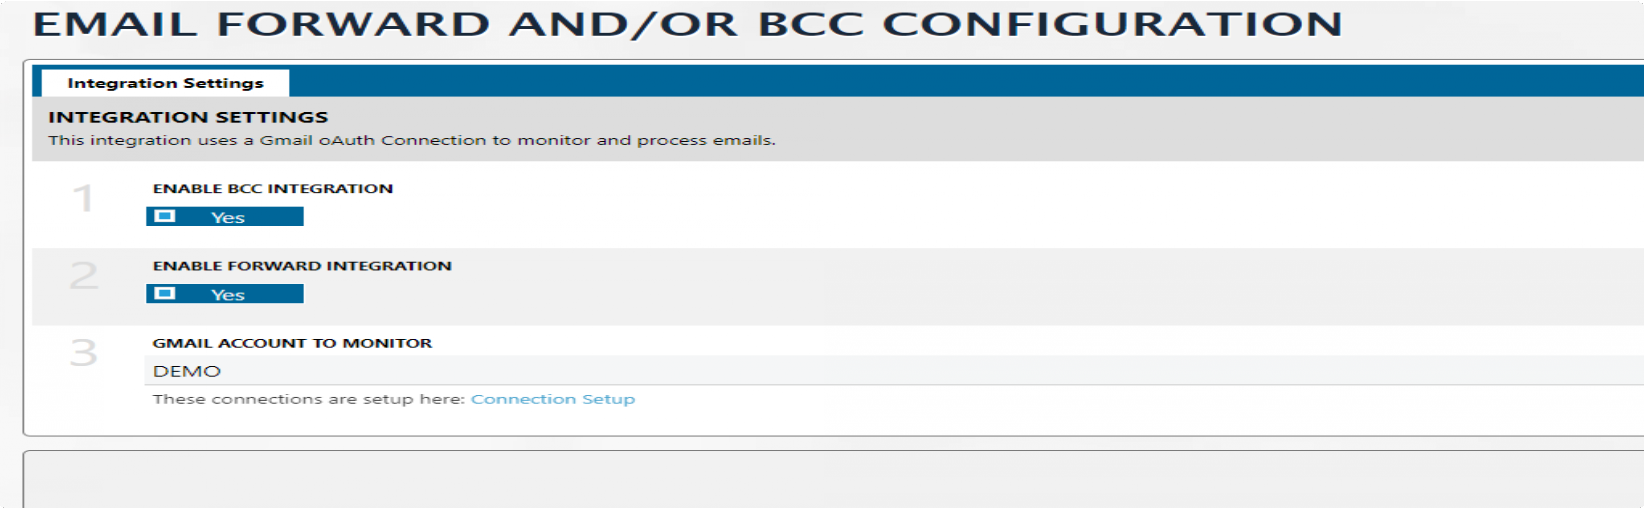 EMAIL FORWARD AND/OR BCC CONFIGURATION
Integration Settings
INTEGRATION SETTINGS
This integration uses a Gmail oAuth Connection to monitor and process emails.
1
ENABLE BCC INTEGRATION
Yes
2
ENABLE FORWARD INTEGRATION
Yes
3
GMAIL ACCOUNT TO MONITOR
DEMO
These connections are setup here: Connection Setup